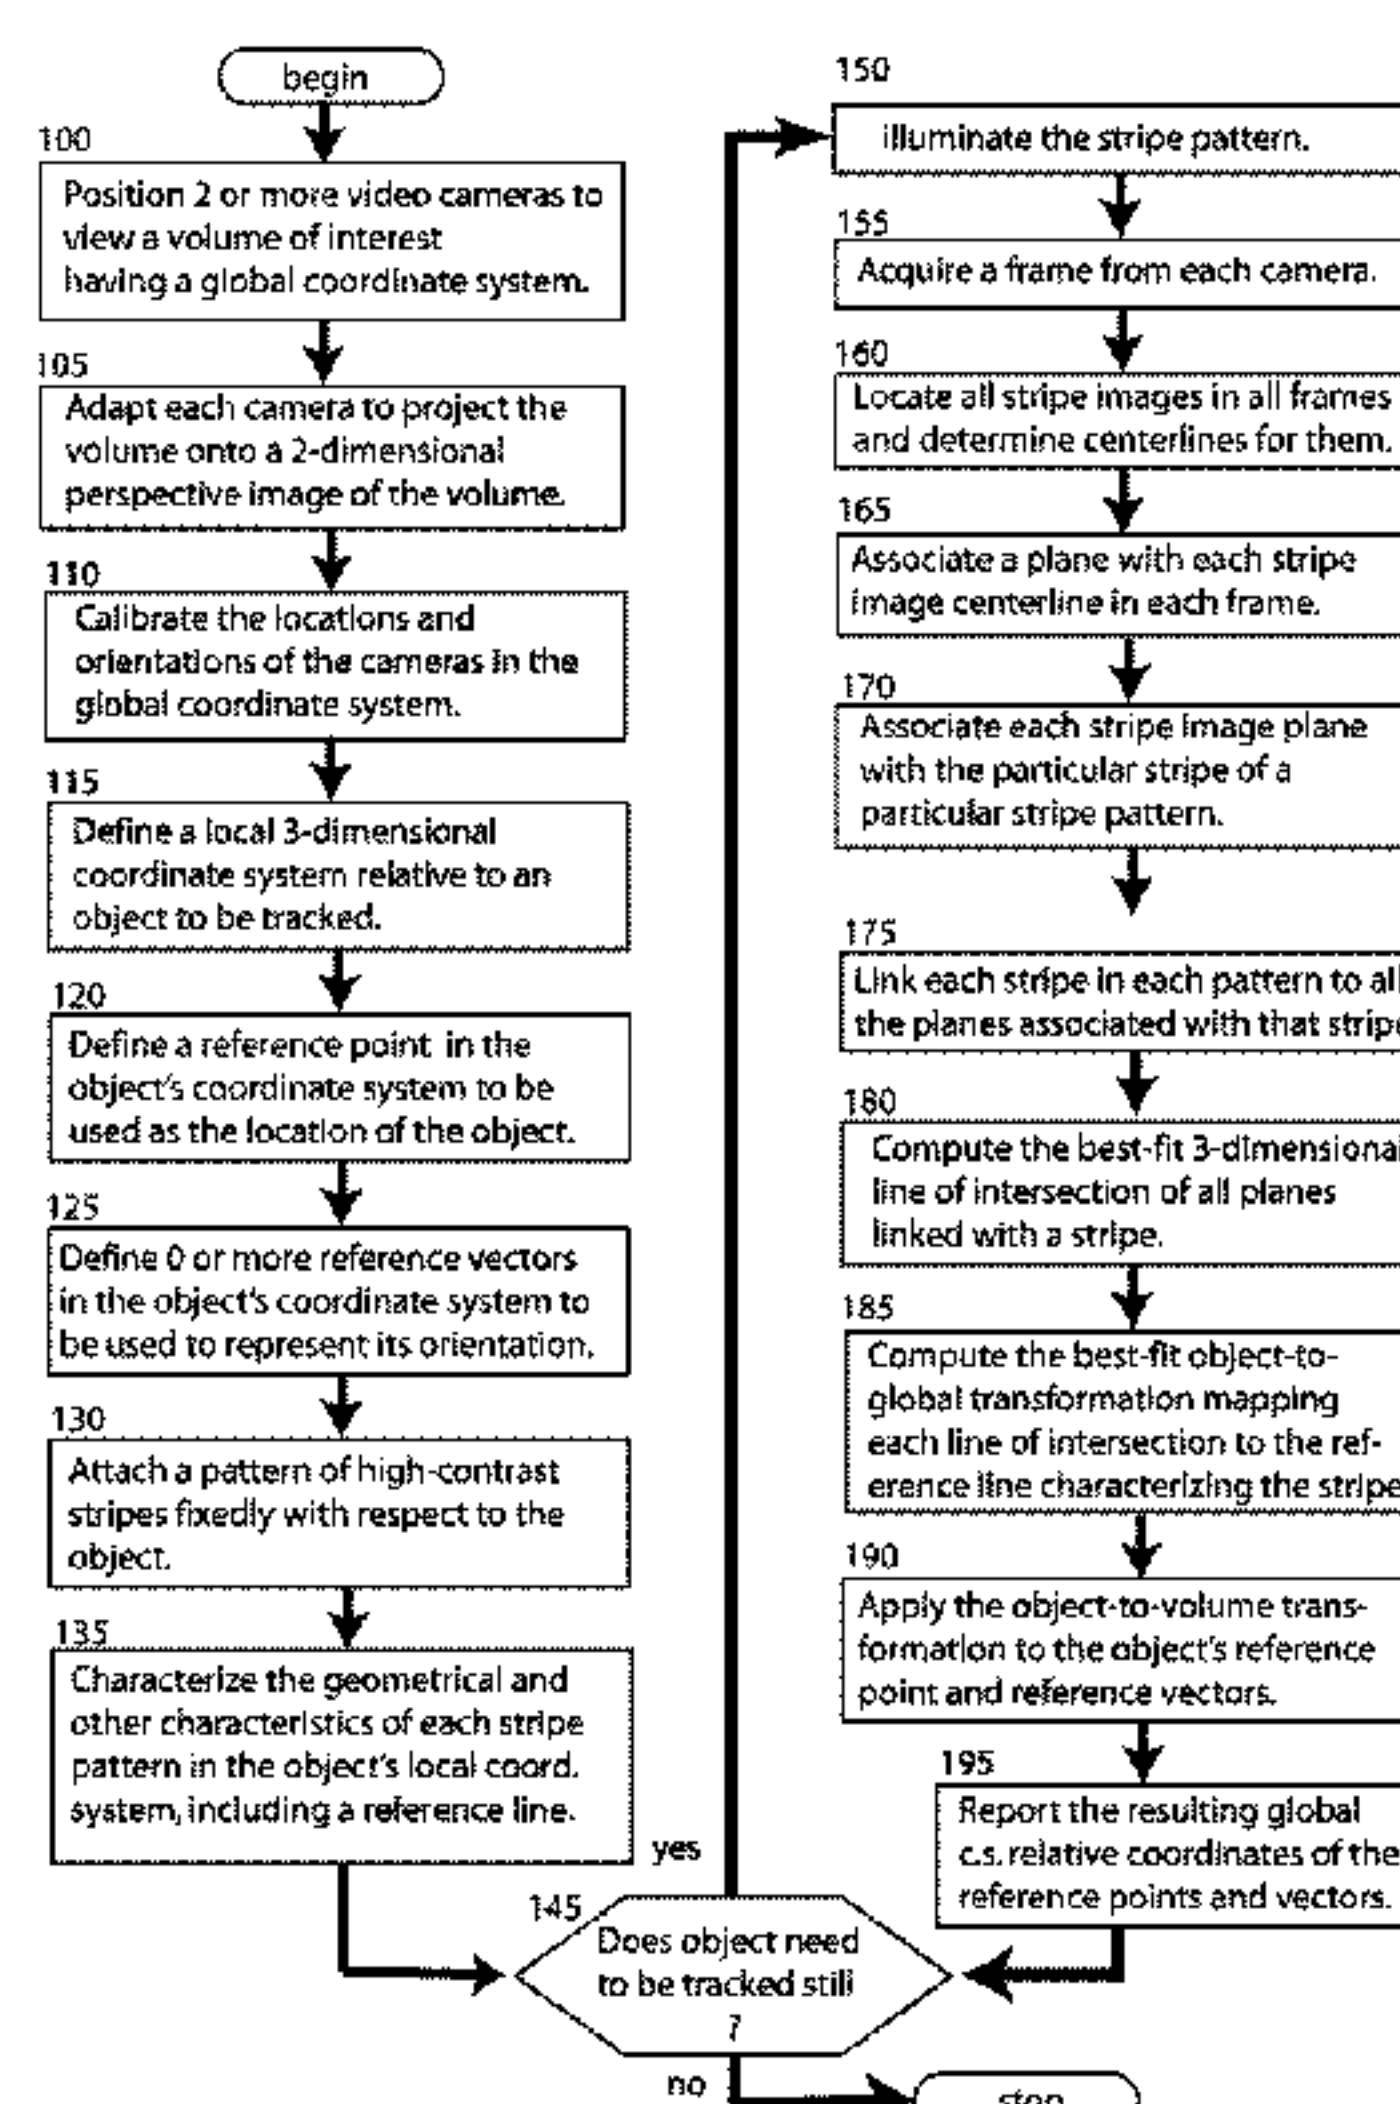 begin
100
Position 2 or more video cameras to
view a volume of interest
having a global coordinate system.
105
Adapt each camera to project the
volume onto a 2-dimensional
perspective image of the volume.
110
Calibrate the locations and
orientations of the cameras in the
global coordinate system.
115
Define a local 3-dimensional
coordinate system relative to an
object to be tracked.
120
Define a reference point in the
object's coordinate system to be
used as the location of the object.
125
Define 0 or more reference vectors
in the object's coordinate system to
be used to represent its orientation.
130
Attach a pattern of high-contrast
stripes fixedly with respect to the
object.
135
Characterize the geometrical and
other characteristics of each stripe
pattern in the object's local coord.
system, including a reference line.
yes
145
Does object need
to be tracked still
?
no
150
illuminate the stripe pattern.
155
Acquire a frame from each camera.
160
Locate all stripe images in all frames
and determine centerlines for them.
165
Associate a plane with each stripe
image centerline in each frame.
170
Associate each stripe image plane
with the particular stripe of a
particular stripe pattern.
175
Link each stripe in each pattern to all
the planes associated with that stripe
180
Compute the best-fit 3-dimensional
line of intersection of all planes
linked with a stripe.
185
Compute the best-fit object-to-
global transformation mapping
each line of intersection to the ref-
erence line characterizing the stripe
190
Apply the object-to-volume trans-
formation to the object's reference
point and reference vectors.
195
Report the resulting global
c.s. relative coordinates of the
reference points and vectors.
stop